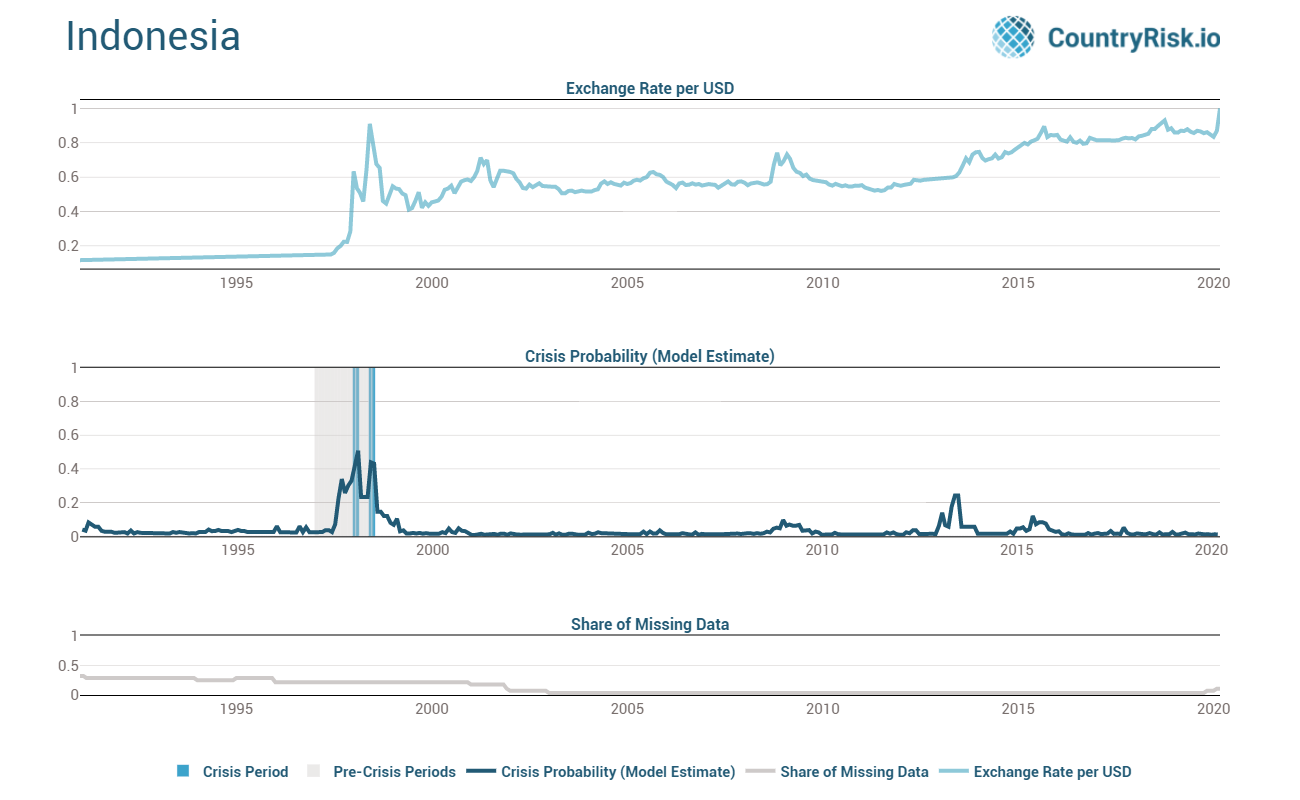 Indonesia
CountryRisk.io
Exchange Rate per USD
1
0.8
0.6
0.4
0.2
1995 2000 2005 2010 2015 2020
Crisis Probability (Model Estimate)
1
0.8
0.6
0.4
0.2
0
1995 2000 2005 2010 2015 2020
Share of Missing Data
1
0.5
0
1995 2000 2005 2010 2015 2020
Crisis Period Pre-Crisis Periods Crisis Probability (Model Estimate) Share of Missing Data Exchange Rate per USD